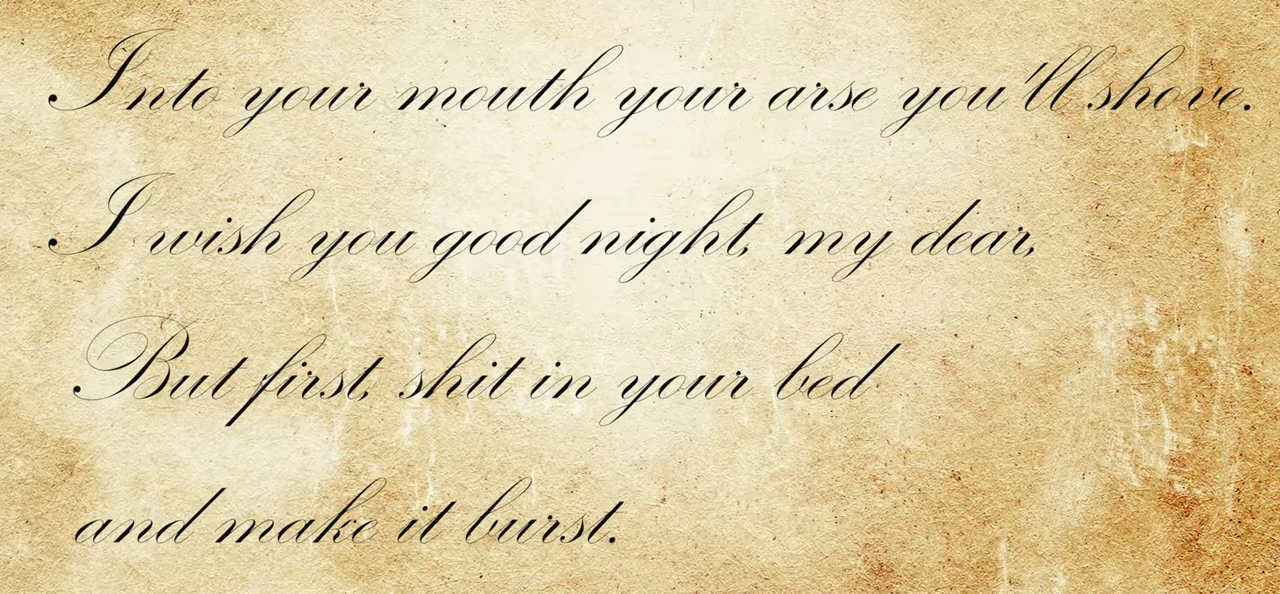 Into your mouth your arse you'll shove.
I wish you good night, my dear,
But first, shit in your bed
and make it burst.